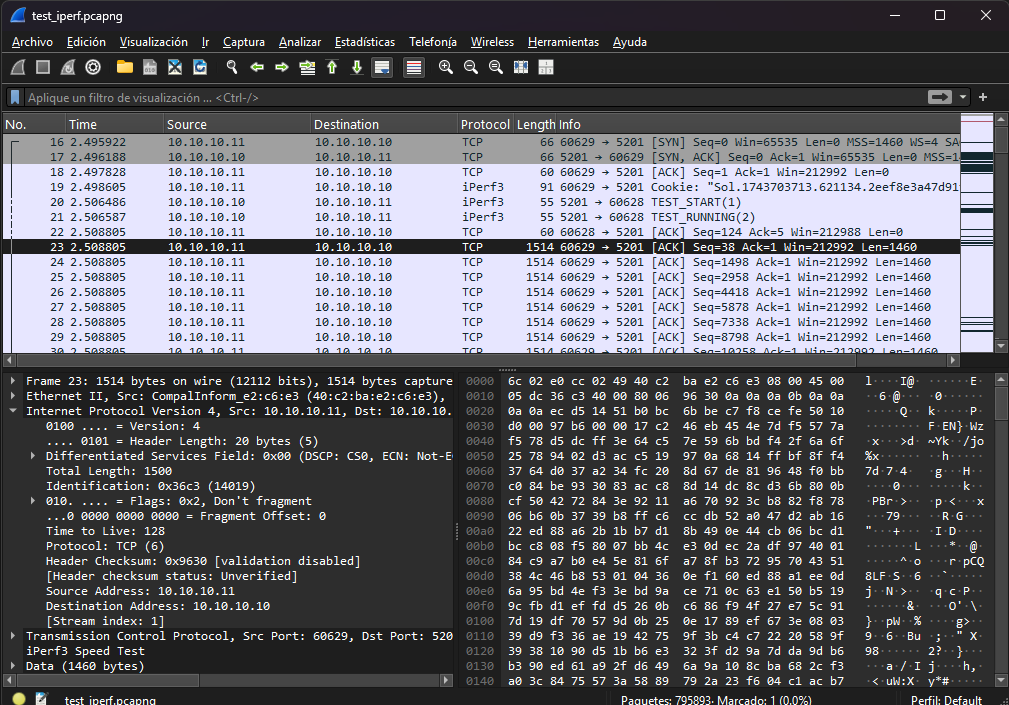 test_iperf.pcapng
Archivo Edición Visualización Ir Captura Analizar Estadísticas Telefonía Wireless Herramientas Ayuda
Aplique un filtro de visualización ... <Ctrl-/>
No. Time Source Destination Protocol Length Info
16 2.495922 10.10.10.11 10.10.10.10 TCP 66 60629 → 5201 [SYN] Seq=0 Win=65535 Len=0 MSS=1460 WS=4 SA
17 2.496188 10.10.10.10 10.10.10.11 TCP 66 5201 → 60629 [SYN, ACK] Seq=0 Ack=1 Win=65535 Len=0 MSS=1
18 2.497828 10.10.10.11 10.10.10.10 TCP 60 60629 → 5201 [ACK] Seq=1 Ack=1 Win=212992 Len=0
19 2.498605 10.10.10.11 10.10.10.10 iPerf3 91 60629 → 5201 Cookie: "Sol.1743703713.621134.2eef8e3a47d91
20 2.506486 10.10.10.10 10.10.10.11 iPerf3 55 5201 → 60628 TEST_START(1)
21 2.506587 10.10.10.10 10.10.10.11 iPerf3 55 5201 → 60628 TEST_RUNNING(2)
22 2.508805 10.10.10.11 10.10.10.10 TCP 60 60628 → 5201 [ACK] Seq=124 Ack=5 Win=212988 Len=0
23 2.508805 10.10.10.11 10.10.10.10 TCP 1514 60629 → 5201 [ACK] Seq=38 Ack=1 Win=212992 Len=1460
24 2.508805 10.10.10.11 10.10.10.10 TCP 1514 60629 → 5201 [ACK] Seq=1498 Ack=1 Win=212992 Len=1460
25 2.508805 10.10.10.11 10.10.10.10 TCP 1514 60629 → 5201 [ACK] Seq=2958 Ack=1 Win=212992 Len=1460
26 2.508805 10.10.10.11 10.10.10.10 TCP 1514 60629 → 5201 [ACK] Seq=4418 Ack=1 Win=212992 Len=1460
27 2.508805 10.10.10.11 10.10.10.10 TCP 1514 60629 → 5201 [ACK] Seq=5878 Ack=1 Win=212992 Len=1460
28 2.508805 10.10.10.11 10.10.10.10 TCP 1514 60629 → 5201 [ACK] Seq=7338 Ack=1 Win=212992 Len=1460
29 2.508805 10.10.10.11 10.10.10.10 TCP 1514 60629 → 5201 [ACK] Seq=8798 Ack=1 Win=212992 Len=1460
30 2.508805 10.10.10.11 10.10.10.10 TCP 1514 60629 → 5201 [ACK] Seq=10258 Ack=1 Win=212992 Len=1460
Frame 23: 1514 bytes on wire (12112 bits), 1514 bytes capture
Ethernet II, Src: CompalInform_e2:c6:e3 (40:c2:ba:e2:c6:e3),
Internet Protocol Version 4, Src: 10.10.10.11, Dst: 10.10.10.
0100 .... = Version: 4
.... 0101 = Header Length: 20 bytes (5)
Differentiated Services Field: 0x00 (DSCP: CS0, ECN: Not-E
Total Length: 1500
Identification: 0x36c3 (14019)
010. .... = Flags: 0x2, Don't fragment
...0 0000 0000 0000 = Fragment Offset: 0
Time to Live: 128
Protocol: TCP (6)
Header Checksum: 0x9630 [validation disabled]
[Header checksum status: Unverified]
Source Address: 10.10.10.11
Destination Address: 10.10.10.10
[Stream index: 1]
Transmission Control Protocol, Src Port: 60629, Dst Port: 520
iPerf3 Speed Test
Data (1460 bytes)
0000 6c 02 e0 cc 02 49 40 c2 ba e2 c6 e3 08 00 45 00
0010 05 dc 36 c3 40 00 80 06 96 30 0a 0a 0a 0b 0a 0a
0020 0a 0a ec d5 14 51 b0 bc 6b be c7 f8 ce fe 50 10
0030 d0 00 97 b6 00 00 17 c2 46 eb 45 4e 7d f5 57 7a
0040 f5 78 d5 dc ff 3e 64 c5 7e 59 6b bd f4 2f 6a 6f
0050 25 78 94 02 d3 ac c5 19 97 0a 68 14 ff bf 8f f4
0060 37 64 d0 37 a2 34 fc 20 8d 67 de 81 96 48 f0 bb
0070 c0 84 be 93 30 83 ac c8 8d 14 dc 8c d3 6b 80 0b
0080 cf 50 42 72 84 3e 92 11 a6 70 92 3c b8 82 f8 78
0090 06 b6 0b 37 39 b8 ff c6 cc db 52 a0 47 d2 ab 16
00a0 22 ed 88 a6 2b 1b b7 d1 8b 49 0e 44 cb 06 bc d1
00b0 bc c8 08 f5 80 07 bb 4c e3 0d ec 2a df 97 40 01
00c0 84 c9 a7 b0 e4 5e 81 6f a7 8f b3 72 95 70 43 51
00d0 38 4c 46 b8 53 01 04 36 0e f1 60 ed 88 a1 ee 0d
00e0 6a 95 bd 4e f3 3e bd 9a ce 71 0c 63 e1 50 b5 19
00f0 9c fb d1 ef fd d5 26 0b c6 86 f9 4f 27 e7 5c 91
0100 7d 19 df 70 57 9d 0b 25 0e 17 89 ef 67 3e 08 03
0110 39 d9 f3 36 ae 19 42 75 9f 3b c4 c7 22 20 58 9f
0120 39 38 10 90 d5 1b b6 e3 32 3f d2 9a 7d da 9d b6
0130 b3 90 ed 61 a9 2f d6 49 6a 9a 10 8c ba 68 2c f3
0140 a0 3c 84 75 57 3a 58 89 79 2a 23 f6 04 c1 ac b7
test_iperf.pcapng Paquetes: 795893 · Marcado: 1 (0.0%) Perfil: Default